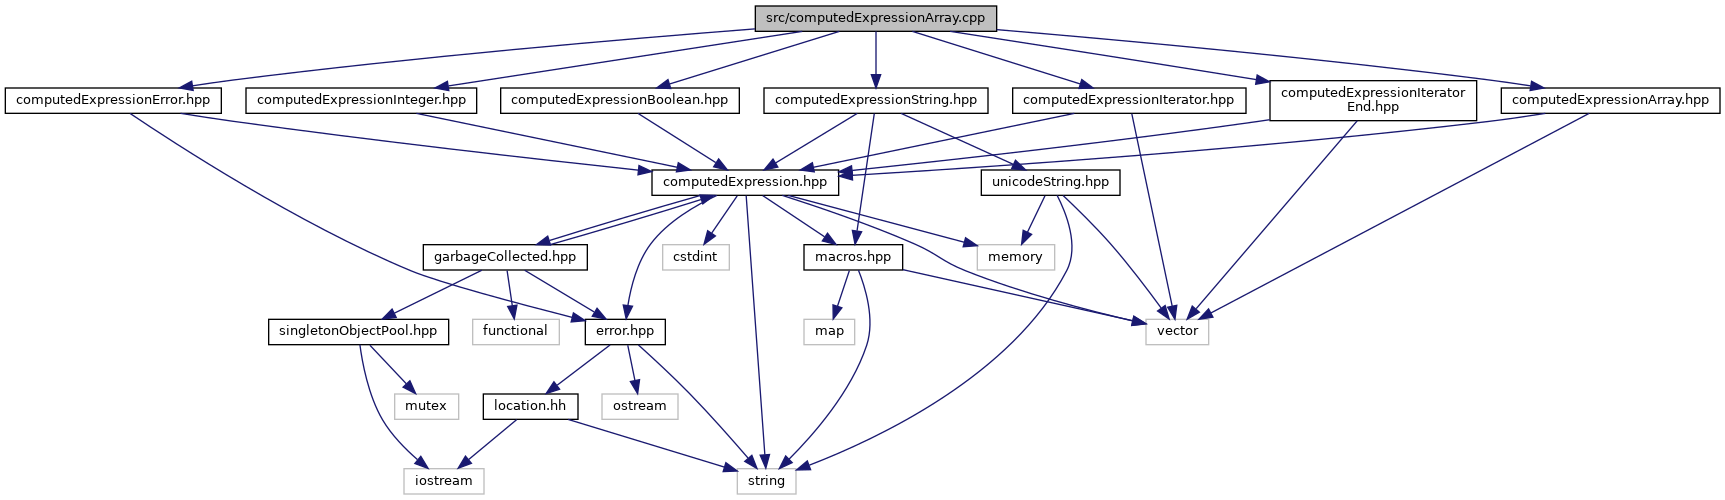 src/computedExpressionArray.cpp
computedExpressionError.hpp
computedExpressionInteger.hpp
computedExpressionBoolean.hpp
computedExpressionString.hpp
computedExpressionIterator.hpp
computedExpressionIterator
End.hpp
computedExpressionArray.hpp
computedExpression.hpp
unicodeString.hpp
garbageCollected.hpp
cstdint
macros.hpp
memory
singletonObjectPool.hpp
functional
error.hpp
map
vector
mutex
location.hh
ostream
iostream
string